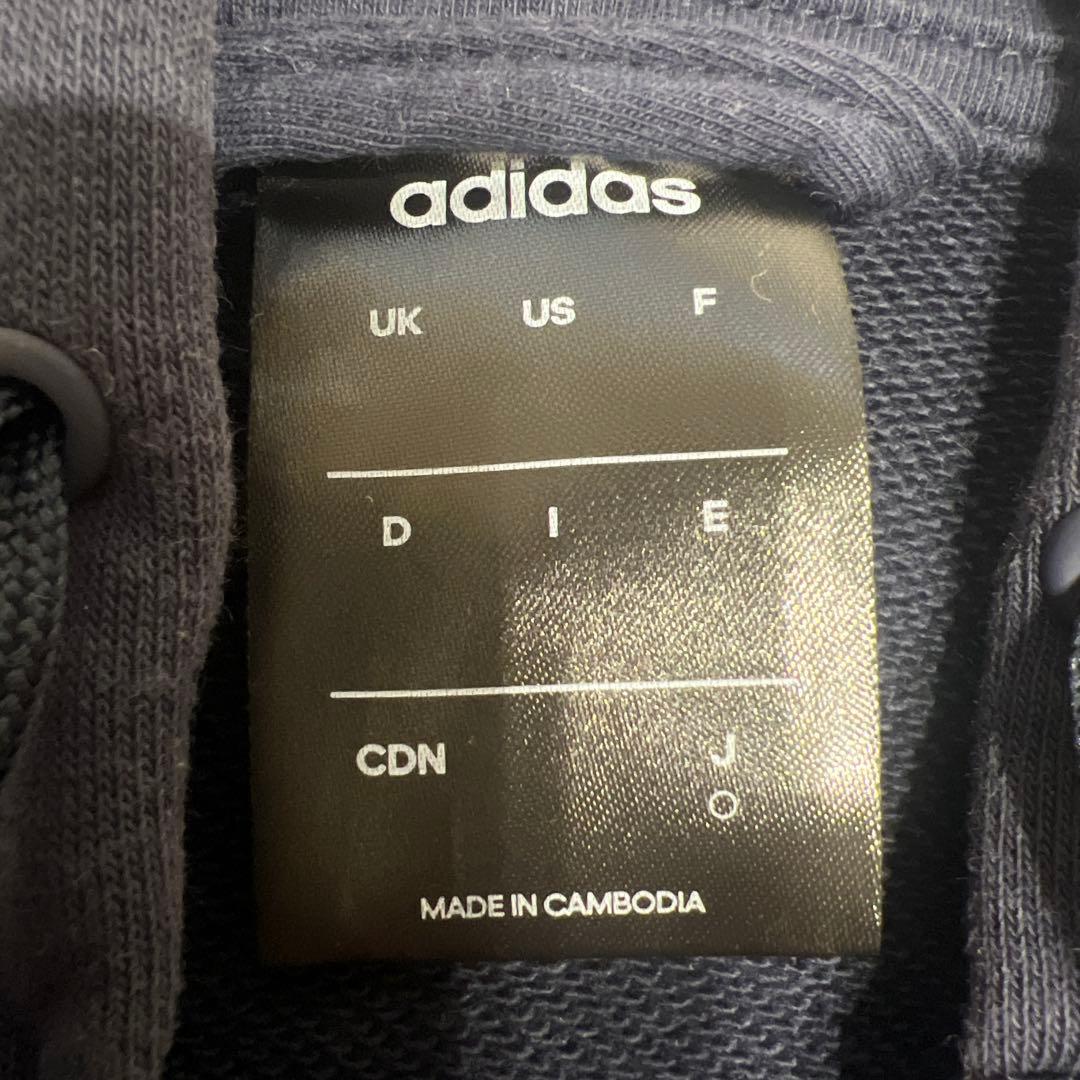 adidas
UK US F
D I E
CDN J
O
MADE IN CAMBODIA